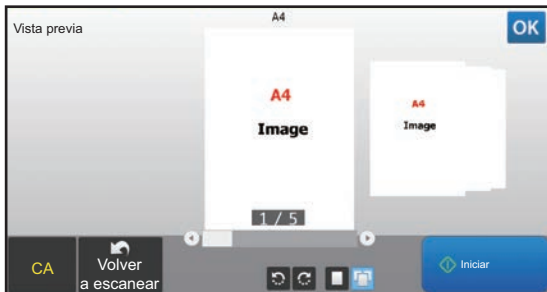 Vista previa
A4
OK
A4
Image
A4
Image
1 / 5
CA
Volver
a escanear
Iniciar